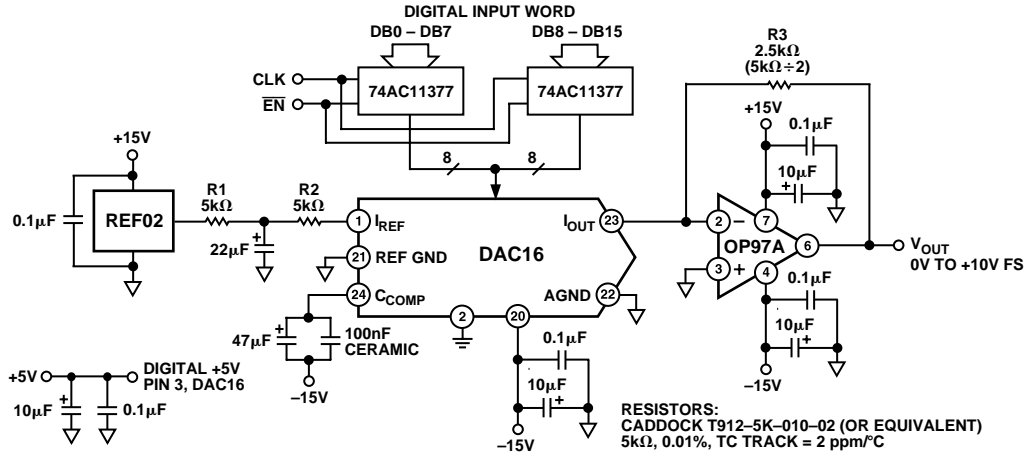 DIGITAL INPUT WORD
DB0 – DB7
DB8 – DB15
CLK
EN
74AC11377
74AC11377
8
8
R3
2.5kΩ
(5kΩ÷2)
+15V
0.1µF
10µF
+
+15V
0.1µF
REF02
R1
5kΩ
R2
5kΩ
+
22µF
1
IREF
21
REF GND
24
CCOMP
DAC16
IOUT
23
AGND
22
2
20
2
–
3
+
7
OP97A
6
4
VOUT
0V TO +10V FS
0.1µF
10µF
+
–15V
47µF
+
100nF
CERAMIC
–15V
0.1µF
10µF
+
–15V
+5V
DIGITAL +5V
PIN 3, DAC16
10µF
+
0.1µF
RESISTORS:
CADDOCK T912–5K–010–02 (OR EQUIVALENT)
5kΩ, 0.01%, TC TRACK = 2 ppm/°C